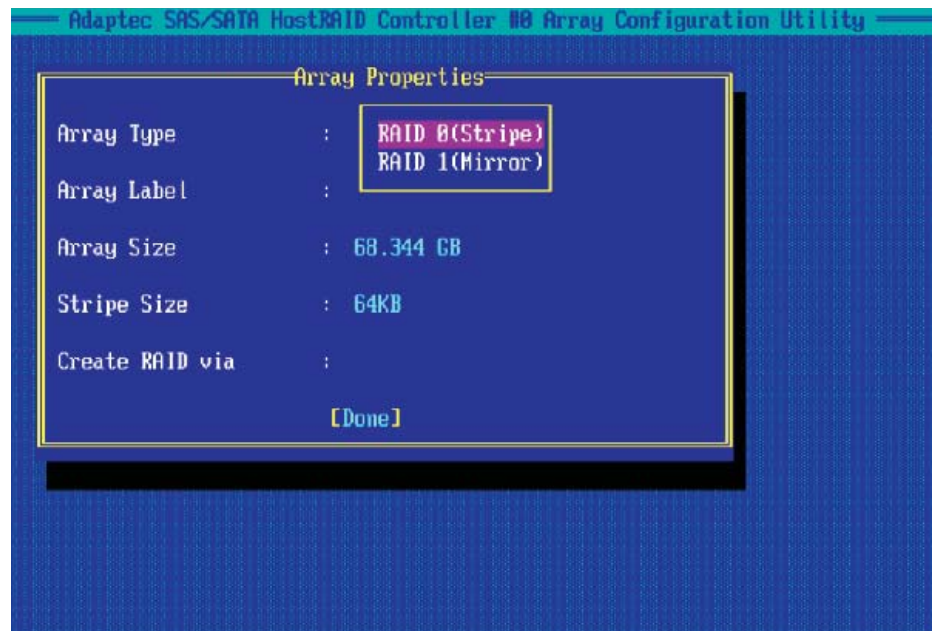 Adaptec SAS/SATA HostRAID Controller #0 Array Configuration Utility
Array Properties
Array Type : RAID 0(Stripe)
RAID 1(Mirror)
Array Label :
Array Size : 68.344 GB
Stripe Size : 64KB
Create RAID via :
[Done]